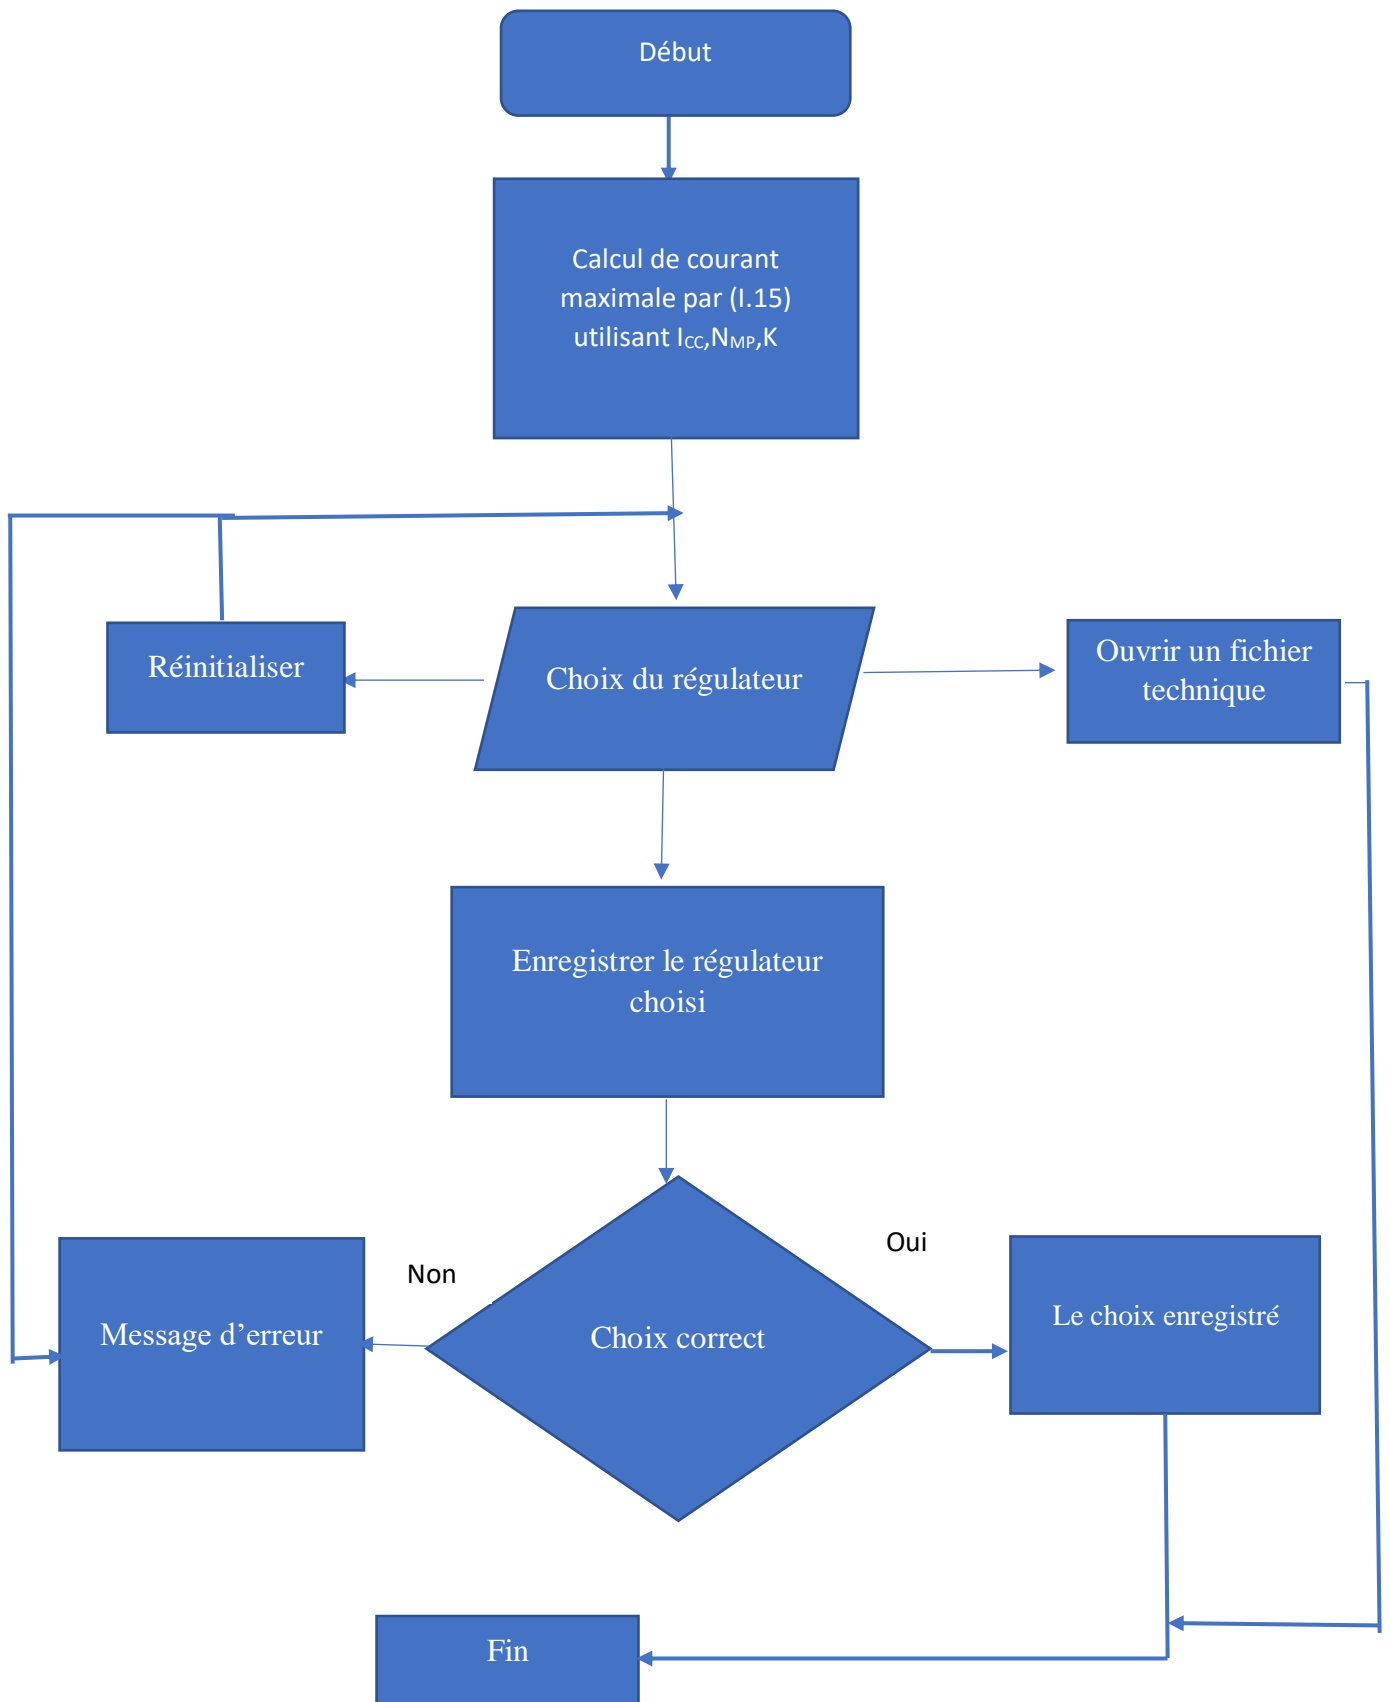 Début
Calcul de courant
maximale par (I.15)
utilisant ICC,NMP,K
Réinitialiser
Choix du régulateur
Ouvrir un fichier
technique
Enregistrer le régulateur
choisi
Non
Oui
Message d’erreur
Choix correct
Le choix enregistré
Fin